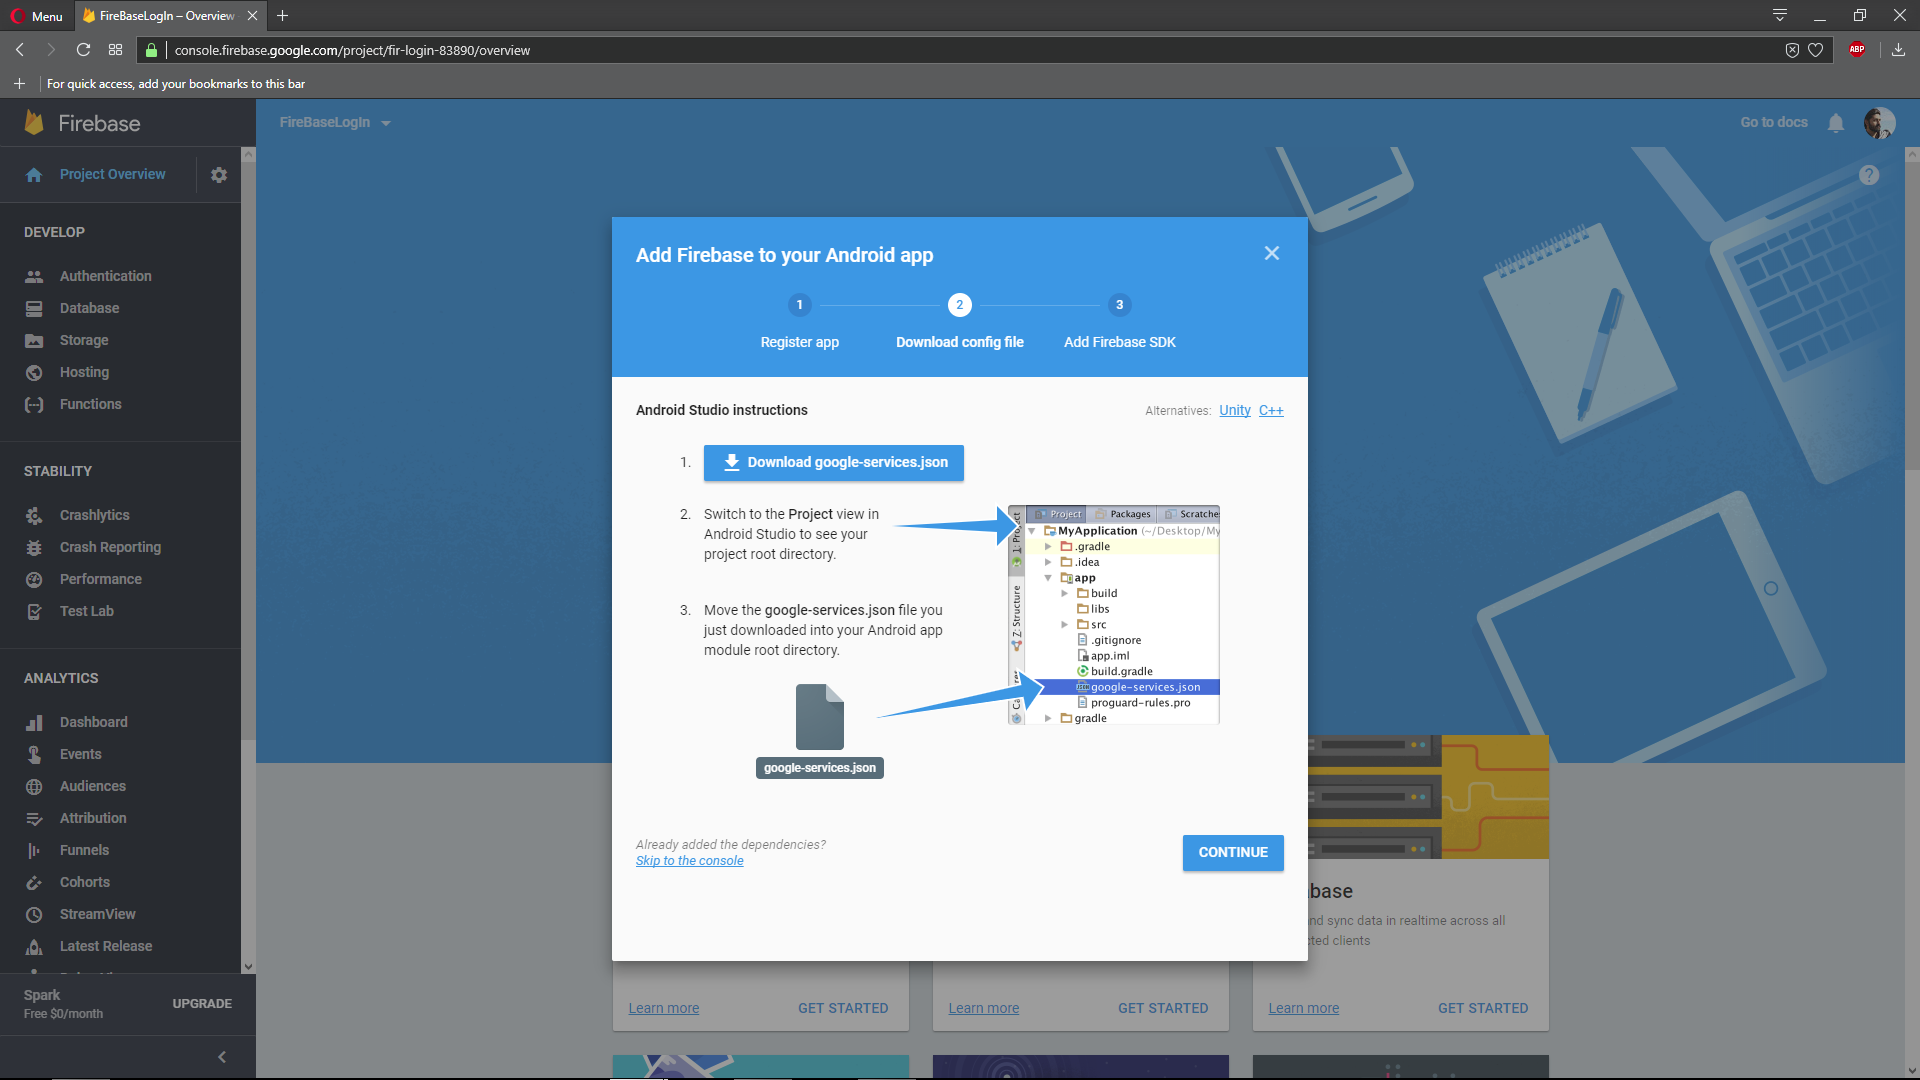 Menu
FireBaseLogIn – Overview
console.firebase.google.com/project/fir-login-83890/overview
ABP
For quick access, add your bookmarks to this bar
Firebase
FireBaseLogIn
Go to docs
Project Overview
DEVELOP
Authentication
Database
Storage
Hosting
Functions
STABILITY
Crashlytics
Crash Reporting
Performance
Test Lab
ANALYTICS
Dashboard
Events
Audiences
Attribution
Funnels
Cohorts
StreamView
Latest Release
Spark
Free $0/month
UPGRADE
Add Firebase to your Android app
1
2
3
Register app
Download config file
Add Firebase SDK
Android Studio instructions
Alternatives: Unity C++
1. Download google-services.json
2. Switch to the Project view in
Android Studio to see your
project root directory.
3. Move the google-services.json file you
just downloaded into your Android app
module root directory.
google-services.json
Project Packages Scratche
MyApplication (~/Desktop/My
.gradle
.idea
app
build
libs
src
.gitignore
app.iml
build.gradle
google-services.json
proguard-rules.pro
gradle
Z: Structure
Already added the dependencies?
Skip to the console
CONTINUE
base
nd sync data in realtime across all
ted clients
Learn more GET STARTED
Learn more GET STARTED
Learn more GET STARTED